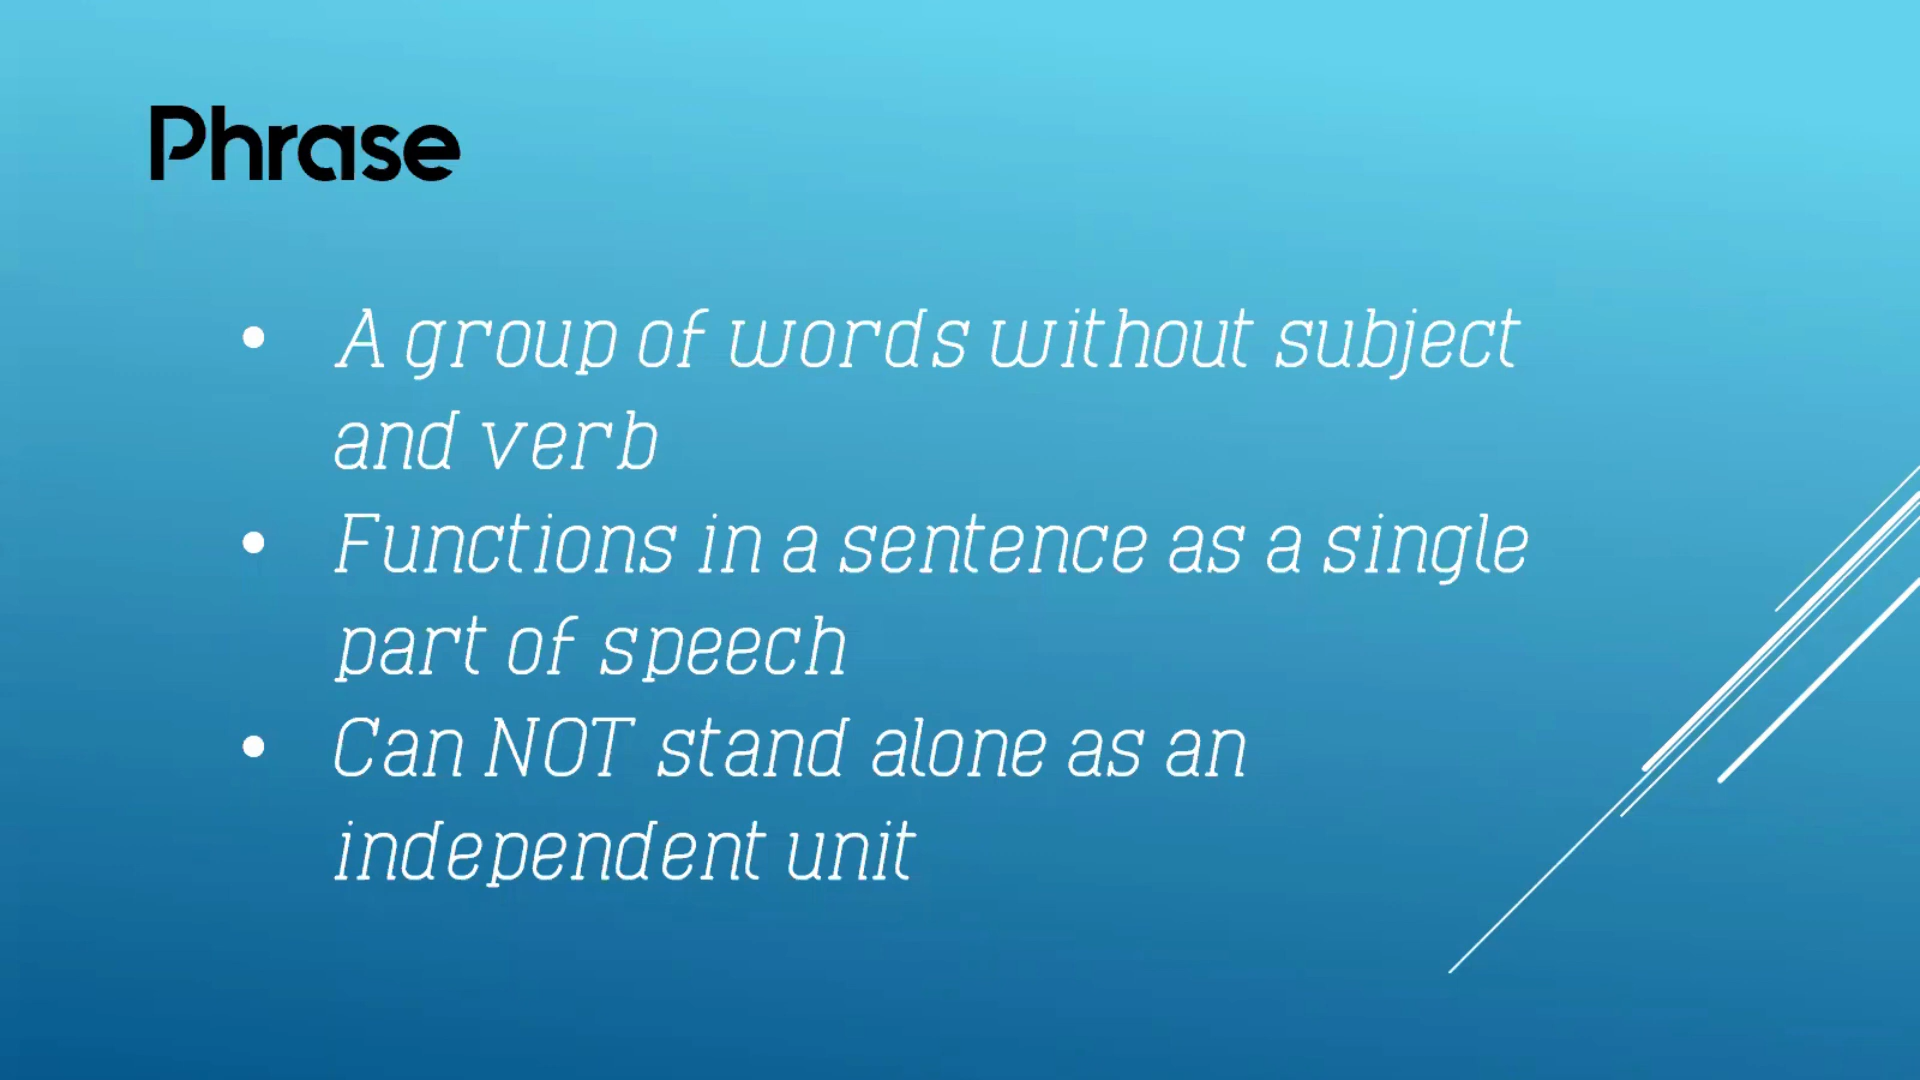 Phrase
• A group of words without subject
and verb
• Functions in a sentence as a single
part of speech
• Can NOT stand alone as an
independent unit